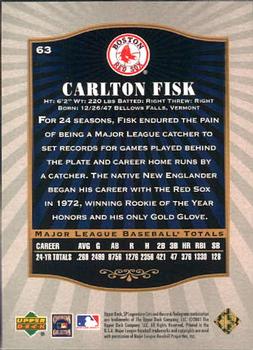 63
BOSTON
RED SOX
CARLTON FISK
HT: 6'2" WT: 220 LBS BATTED: RIGHT THREW: RIGHT
BORN: 12/26/47 BELLOWS FALLS, VERMONT
FOR 24 SEASONS, FISK ENDURED THE PAIN
OF BEING A MAJOR LEAGUE CATCHER TO
SET RECORDS FOR GAMES PLAYED BEHIND
THE PLATE AND CAREER HOME RUNS BY
A CATCHER. THE NATIVE NEW ENGLANDER
BEGAN HIS CAREER WITH THE RED SOX
IN 1972, WINNING ROOKIE OF THE YEAR
HONORS AND HIS ONLY GOLD GLOVE.
MAJOR LEAGUE BASEBALL TOTALS
CAREER AVG G AB R H 2B 3B HR RBI SB
24-YR TOTALS .269 2499 8756 1276 2356 421 47 376 1330 128
UPPER
DECK